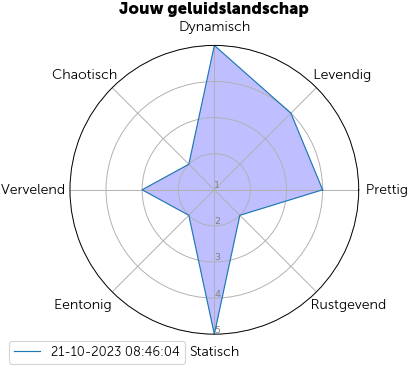 Jouw geluidslandschap
Dynamisch
Chaotisch
Levendig
Vervelend
1
Prettig
2
3
4
Eentonig
Rustgevend
5
21-10-2023 08:46:04
Statisch